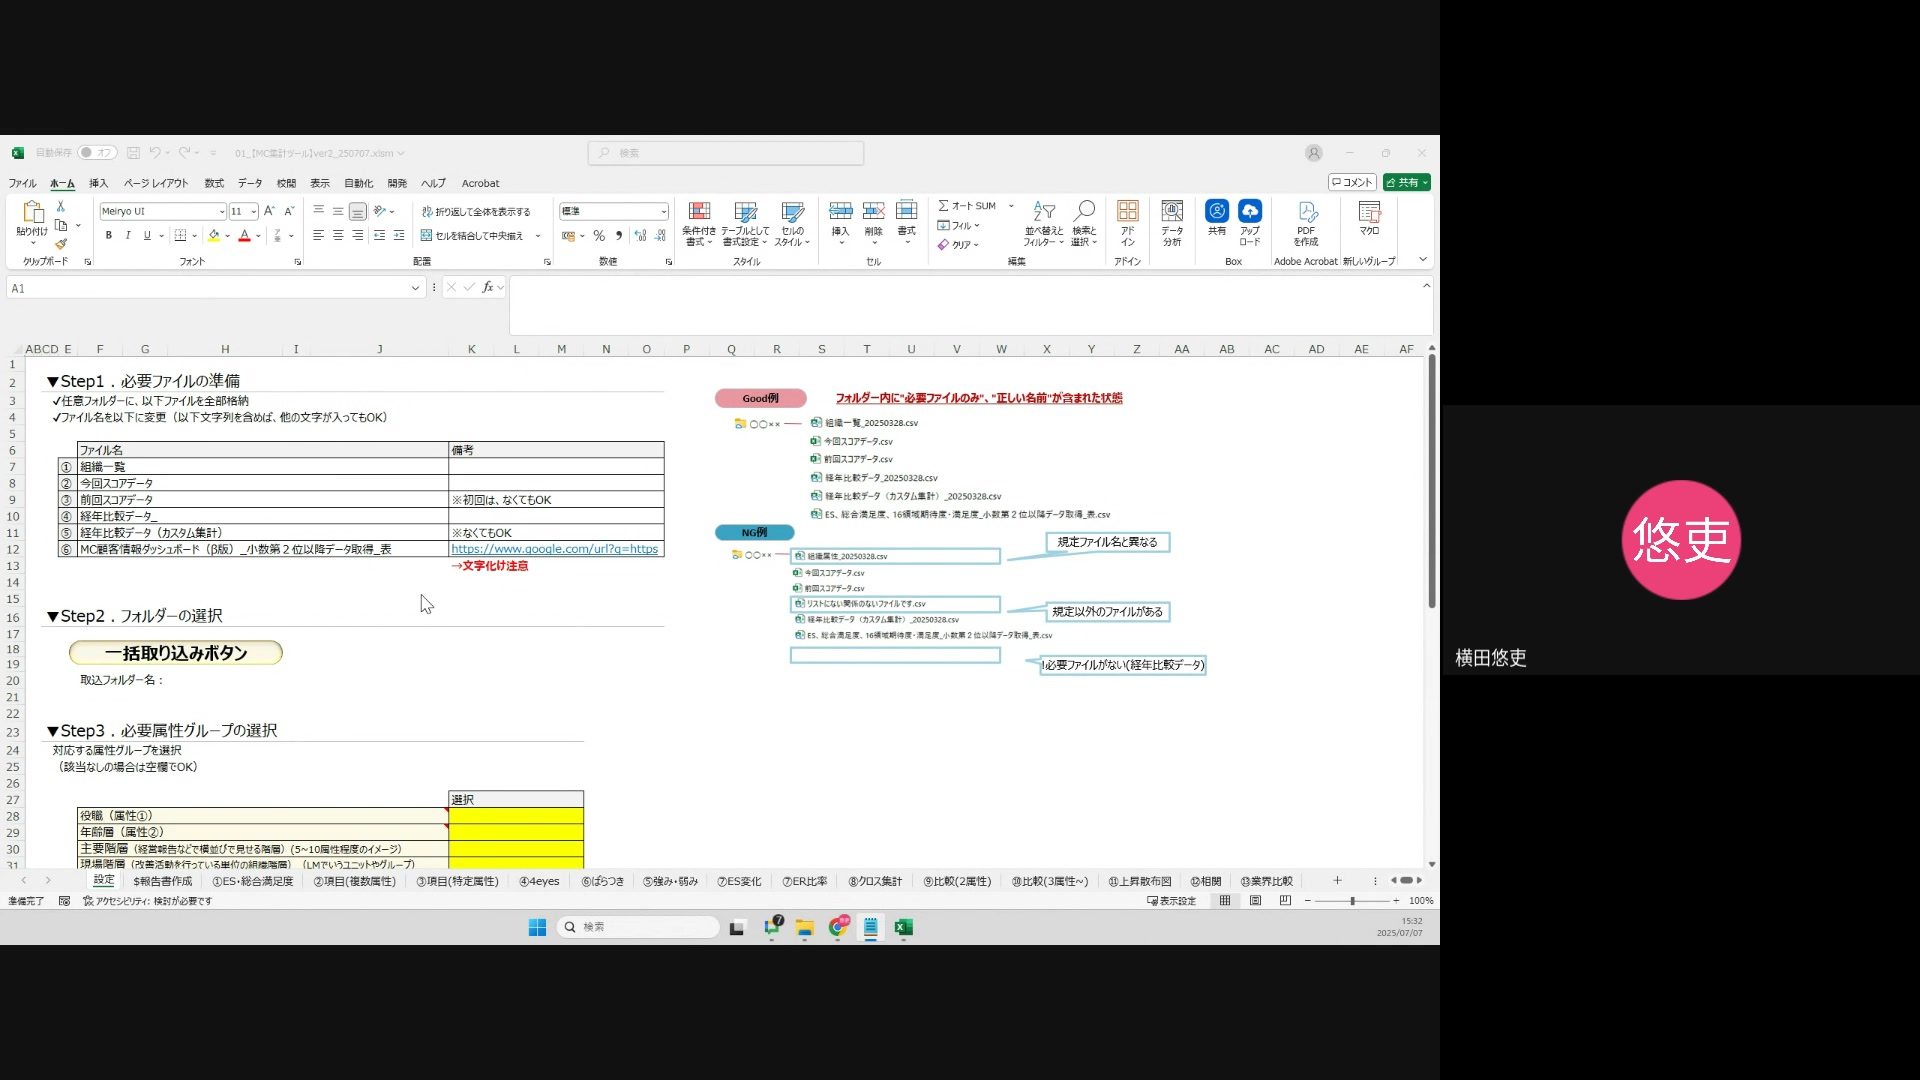 自動保存 オフ 01_【MC集計ツール】ver2_250707.xlsm 検索
ファイル ホーム 挿入 ページ レイアウト 数式 データ 校閲 表示 自動化 開発 ヘルプ Acrobat コメント 共有
貼り付け Meiryo UI 11 折り返して全体を表示する 標準 条件付き書式 テーブルとして書式設定 セルのスタイル 挿入 削除 書式 オート SUM フィル クリア 並べ替えとフィルター 検索と選択 アドイン データ分析 共有 アップロード PDFを作成 マクロ
B I U セルを結合して中央揃え
クリップボード フォント 配置 数値 スタイル セル 編集 アドイン Box Adobe Acrobat 新しいグループ
A1 fx
ABCD E F G H I J K L M N O P Q R S T U V W X Y Z AA AB AC AD AE AF
1
2 ▼Step1．必要ファイルの準備
3 ✓任意フォルダーに、以下ファイルを全部格納
4 ✓ファイル名を以下に変更（以下文字列を含めば、他の文字が入ってもOK）
5
6 ファイル名 備考
7 ① 組織一覧
8 ② 今回スコアデータ
9 ③ 前回スコアデータ ※初回は、なくてもOK
10 ④ 経年比較データ_
11 ⑤ 経年比較データ（カスタム集計） ※なくてもOK
12 ⑥ MC顧客情報ダッシュボード（β版）_小数第２位以降データ取得_表 https://www.google.com/url?q=https
13 →文字化け注意
14
15
16 ▼Step2．フォルダーの選択
17
18 一括取り込みボタン
19
20 取込フォルダー名：
21
22
23 ▼Step3．必要属性グループの選択
24 対応する属性グループを選択
25 （該当なしの場合は空欄でOK）
26
27 選択
28 役職（属性①）
29 年齢層（属性②）
30 主要階層（経営報告などで横並びで見せる階層）（5~10属性程度のイメージ）
31 現場階層（改善活動を行っている単位の組織階層）（LMでいうユニットやグループ）
Good例 フォルダー内に"必要ファイルのみ"、"正しい名前"が含まれた状態
〇〇×× 組織一覧_20250328.csv
今回スコアデータ.csv
前回スコアデータ.csv
経年比較データ_20250328.csv
経年比較データ（カスタム集計）_20250328.csv
ES、総合満足度、16領域期待度・満足度_小数第２位以降データ取得_表.csv
NG例
規定ファイル名と異なる
〇〇×× 組織属性_20250328.csv
今回スコアデータ.csv
前回スコアデータ.csv
リストにない関係のないファイルです.csv
規定以外のファイルがある
経年比較データ（カスタム集計）_20250328.csv
ES、総合満足度、16領域期待度・満足度_小数第２位以降データ取得_表.csv
!必要ファイルがない(経年比較データ)
設定 $報告書作成 ①ES・総合満足度 ②項目(複数属性) ③項目(特定属性) ④4eyes ⑥ばらつき ⑤強み・弱み ⑦ES変化 ⑦ER比率 ⑧クロス集計 ⑨比較(2属性) ⑩比較(3属性~) ⑪上昇散布図 ⑫相関 ⑬業界比較
準備完了 アクセシビリティ: 検討が必要です 表示設定 100%
検索 7 15:32
2025/07/07
悠吏
横田悠吏